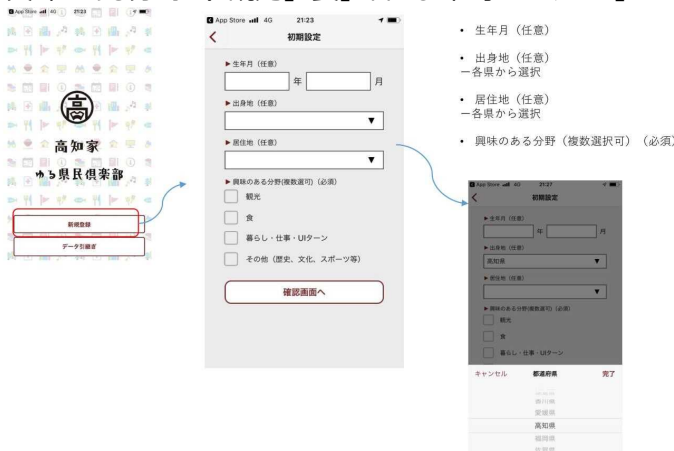 App Store 4G 21:23
高知家
ゆる県民倶楽部
新規登録
データ引継ぎ
App Store 4G 21:23
初期設定
▶ 生年月（任意）
年 月
▶ 出身地（任意）
▼
▶ 居住地（任意）
▼
▶ 興味のある分野(複数選可)（必須）
観光
食
暮らし・仕事・UIターン
その他（歴史、文化、スポーツ等）
確認画面へ
• 生年月（任意）
• 出身地（任意）
ー各県から選択
• 居住地（任意）
ー各県から選択
• 興味のある分野（複数選択可）（必須）
App Store 4G 21:27
初期設定
▶ 生年月（任意）
年 月
▶ 出身地（任意）
高知県 ▼
▶ 居住地（任意）
▼
▶ 興味のある分野(複数選可)（必須）
観光
食
暮らし・仕事・UIターン
キャンセル 都道府県 完了
香川県
愛媛県
高知県
福岡県
佐賀県